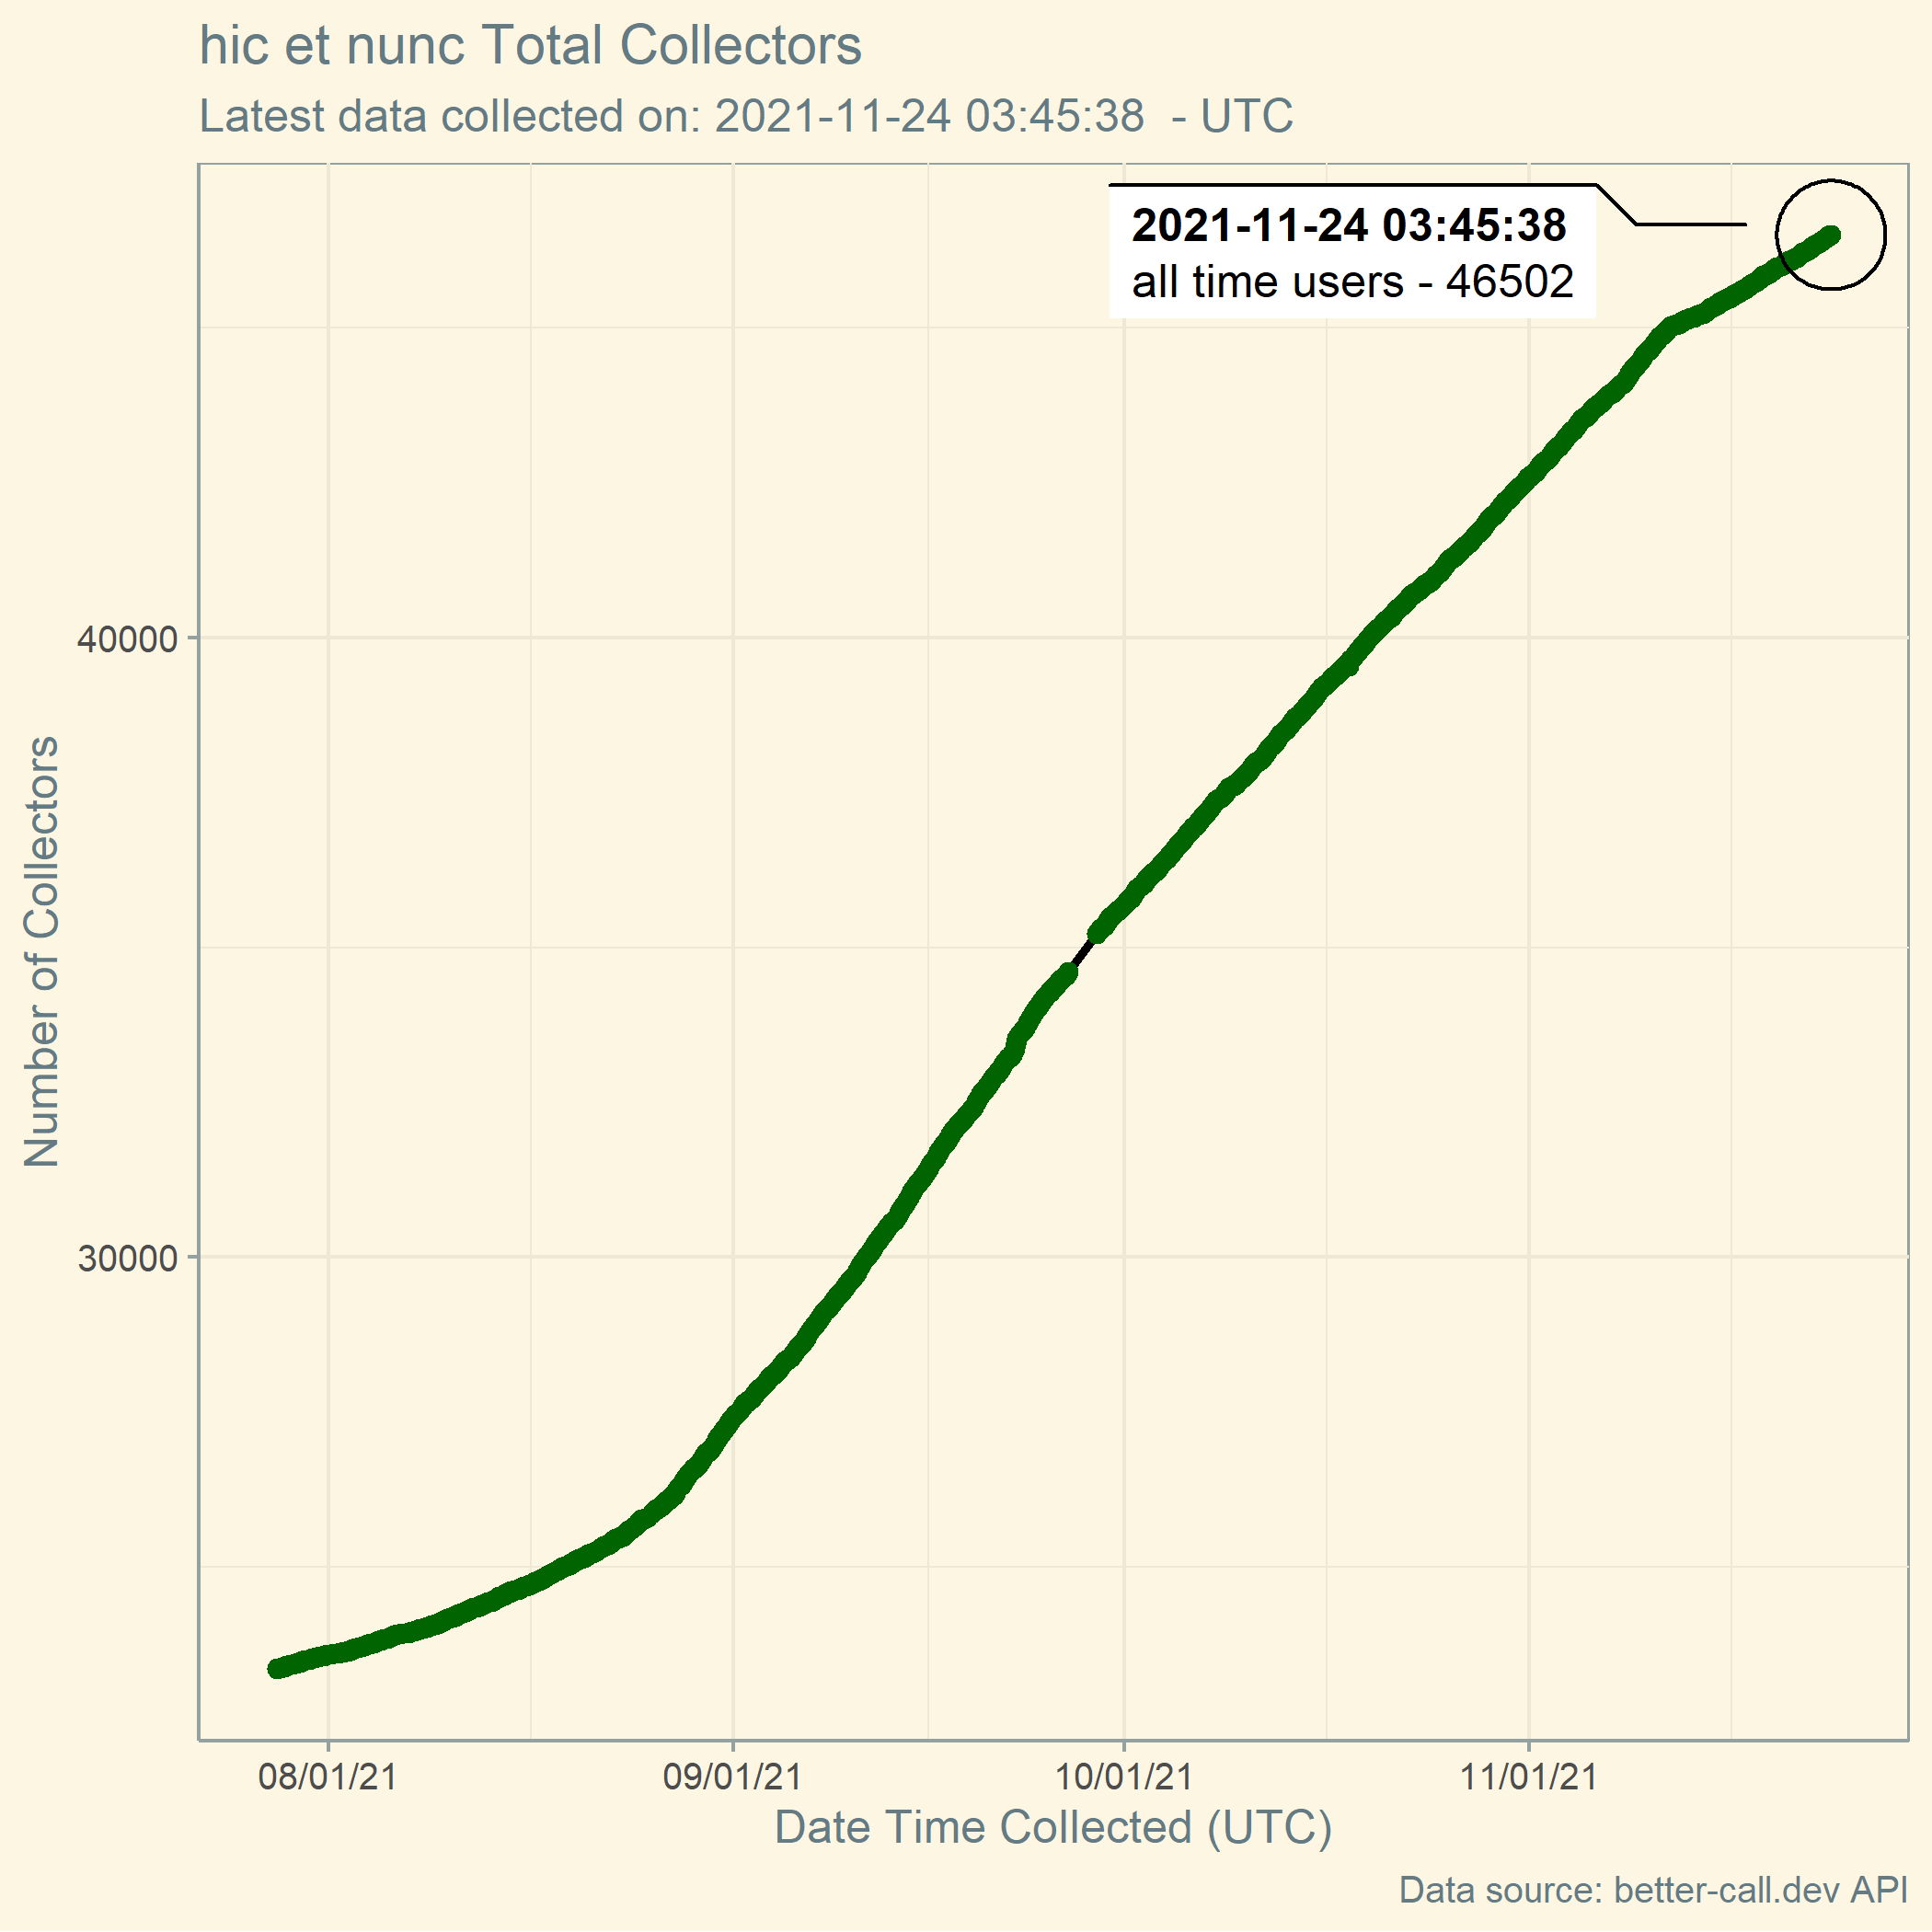 hic et nunc Total Collectors
Latest data collected on: 2021-11-24 03:45:38  - UTC
2021-11-24 03:45:38
all time users - 46502
Number of Collectors
40000
30000
08/01/21
09/01/21
10/01/21
11/01/21
Date Time Collected (UTC)
Data source: better-call.dev API